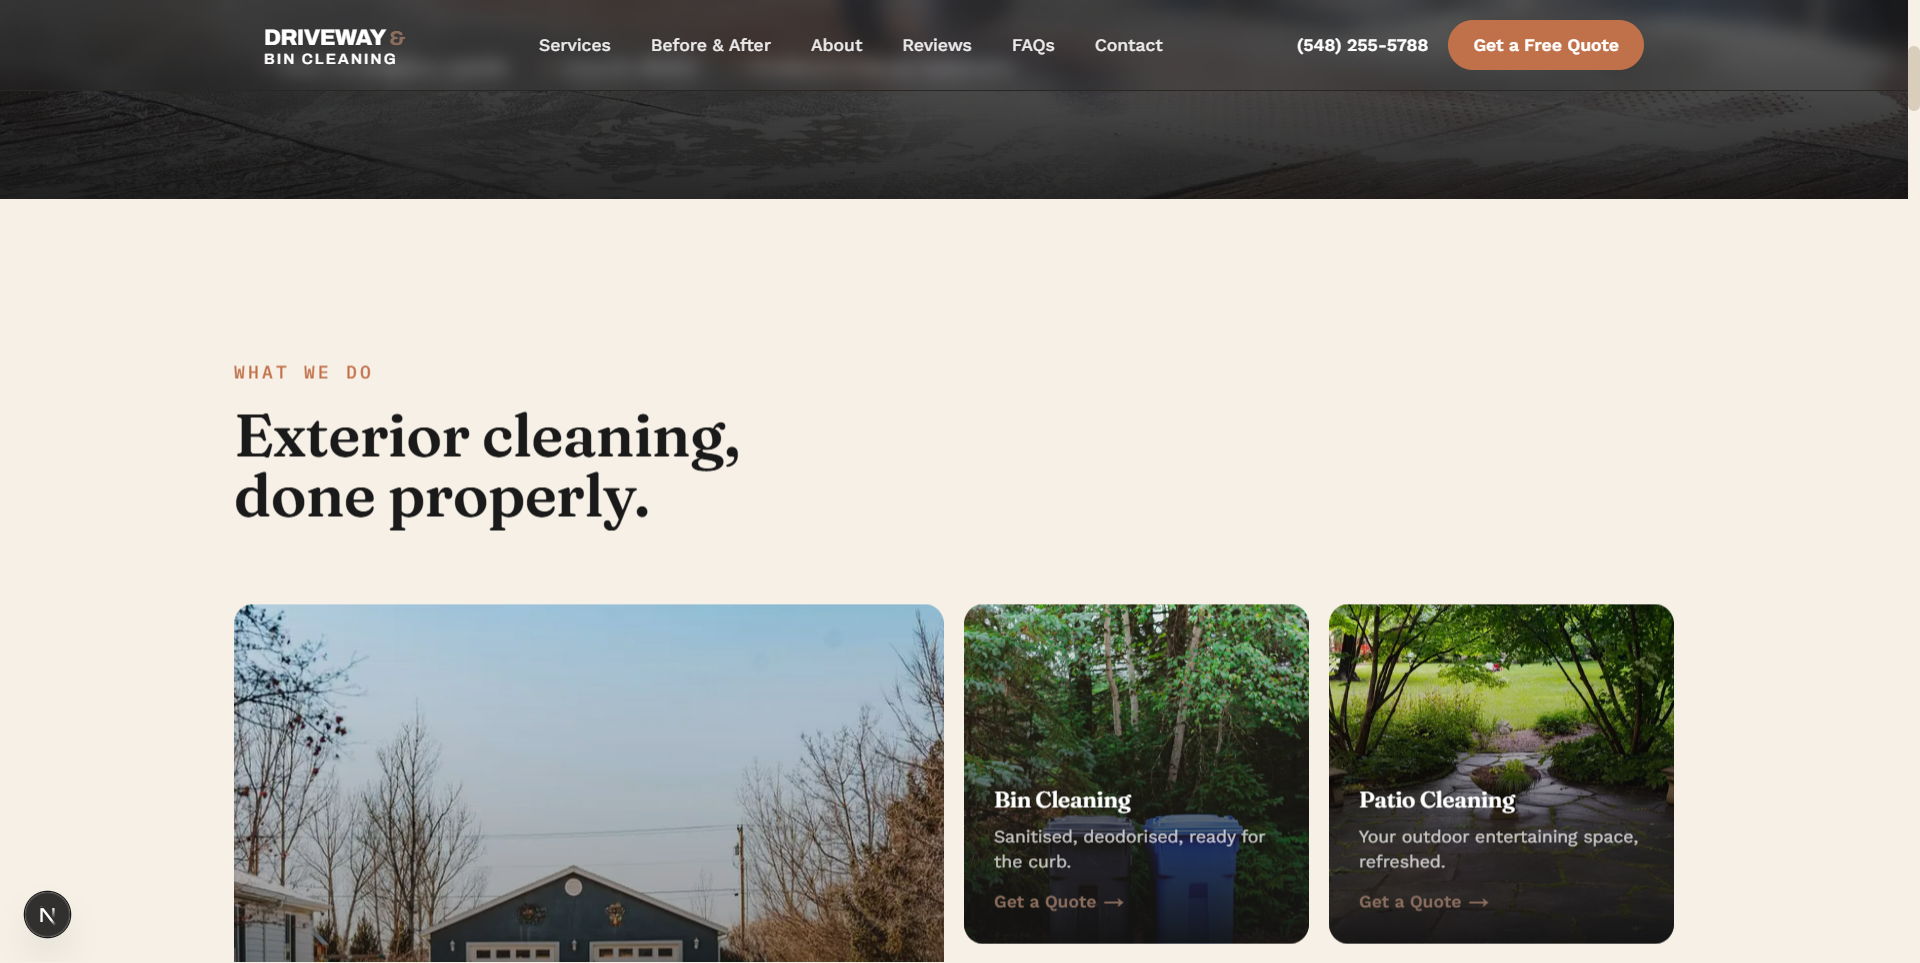 DRIVEWAY &
BIN CLEANING
Services
Before & After
About
Reviews
FAQs
Contact
(548) 255-5788
Get a Free Quote
WHAT WE DO
Exterior cleaning,
done properly.
Bin Cleaning
Sanitised, deodorised, ready for
the curb.
Get a Quote →
Patio Cleaning
Your outdoor entertaining space,
refreshed.
Get a Quote →
N